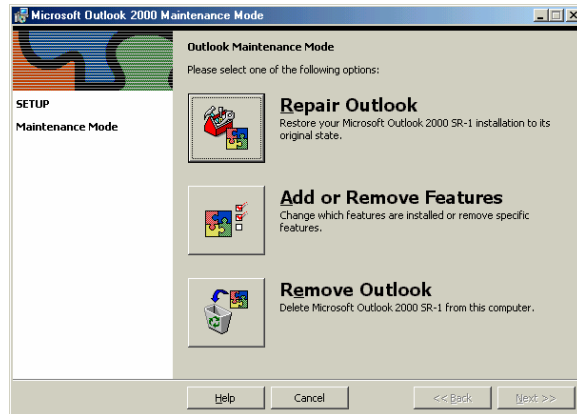 Microsoft Outlook 2000 Maintenance Mode
Outlook Maintenance Mode
Please select one of the following options:
SETUP
Maintenance Mode
Repair Outlook
Restore your Microsoft Outlook 2000 SR-1 installation to its
original state.
Add or Remove Features
Change which features are installed or remove specific
features.
Remove Outlook
Delete Microsoft Outlook 2000 SR-1 from this computer.
Help
Cancel
<< Back
Next >>